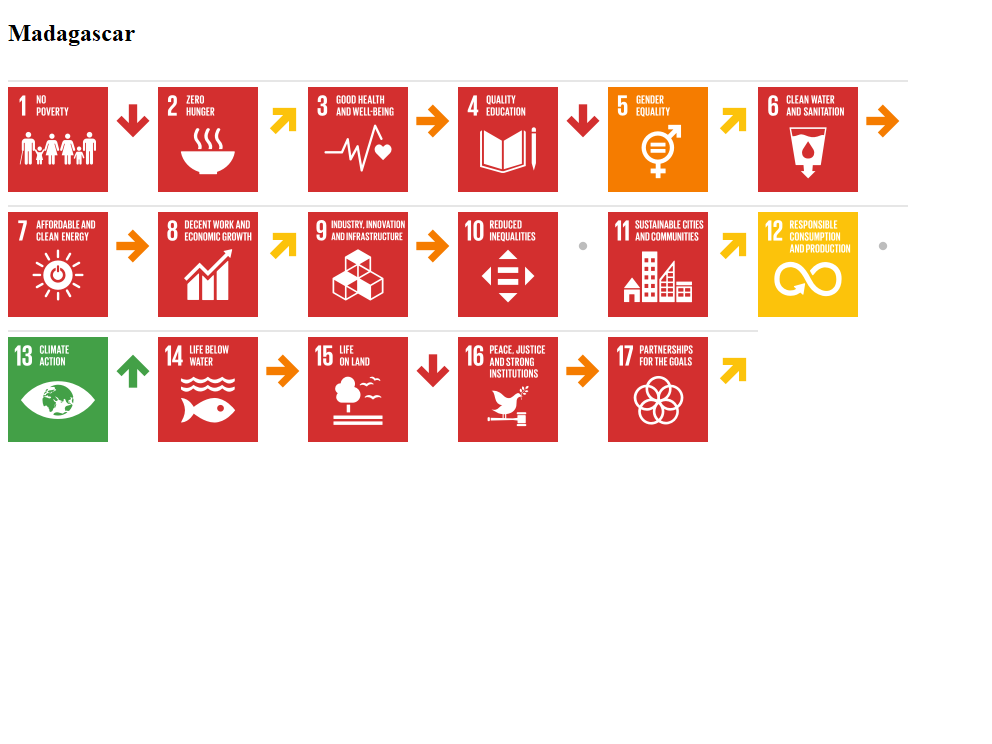 Madagascar
1 NO
POVERTY
2 ZERO
HUNGER
3 GOOD HEALTH
AND WELL-BEING
4 QUALITY
EDUCATION
5 GENDER
EQUALITY
6 CLEAN WATER
AND SANITATION
7 AFFORDABLE AND
CLEAN ENERGY
8 DECENT WORK AND
ECONOMIC GROWTH
9 INDUSTRY, INNOVATION
AND INFRASTRUCTURE
10 REDUCED
INEQUALITIES
11 SUSTAINABLE CITIES
AND COMMUNITIES
12 RESPONSIBLE
CONSUMPTION
AND PRODUCTION
13 CLIMATE
ACTION
14 LIFE BELOW
WATER
15 LIFE
ON LAND
16 PEACE, JUSTICE
AND STRONG
INSTITUTIONS
17 PARTNERSHIPS
FOR THE GOALS